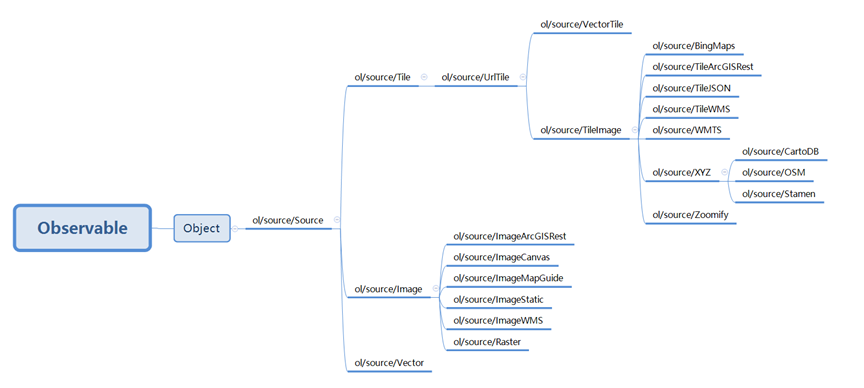 Observable
Object
ol/source/Source
ol/source/Tile
ol/source/UrlTile
ol/source/VectorTile
ol/source/TileImage
ol/source/BingMaps
ol/source/TileArcGISRest
ol/source/TileJSON
ol/source/TileWMS
ol/source/WMTS
ol/source/XYZ
ol/source/CartoDB
ol/source/OSM
ol/source/Stamen
ol/source/Zoomify
ol/source/Image
ol/source/ImageArcGISRest
ol/source/ImageCanvas
ol/source/ImageMapGuide
ol/source/ImageStatic
ol/source/ImageWMS
ol/source/Raster
ol/source/Vector